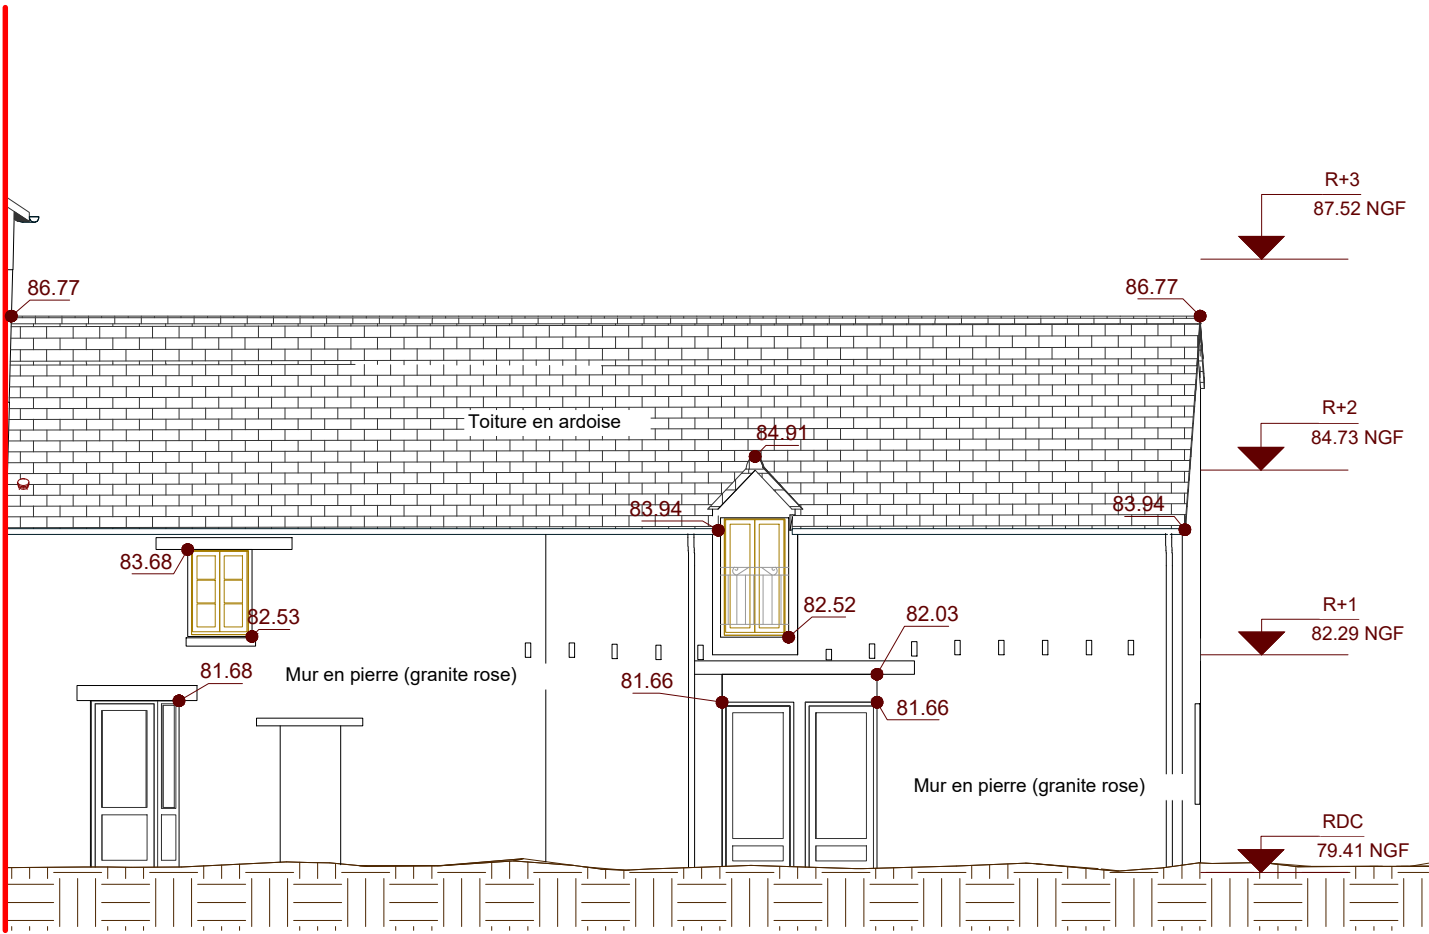 R+3
87.52 NGF
86.77
86.77
R+2
84.73 NGF
Toiture en ardoise
84.91
83.94
83.94
83.68
82.53
82.52
82.03
R+1
82.29 NGF
Mur en pierre (granite rose)
81.68
81.66
81.66
Mur en pierre (granite rose)
RDC
79.41 NGF